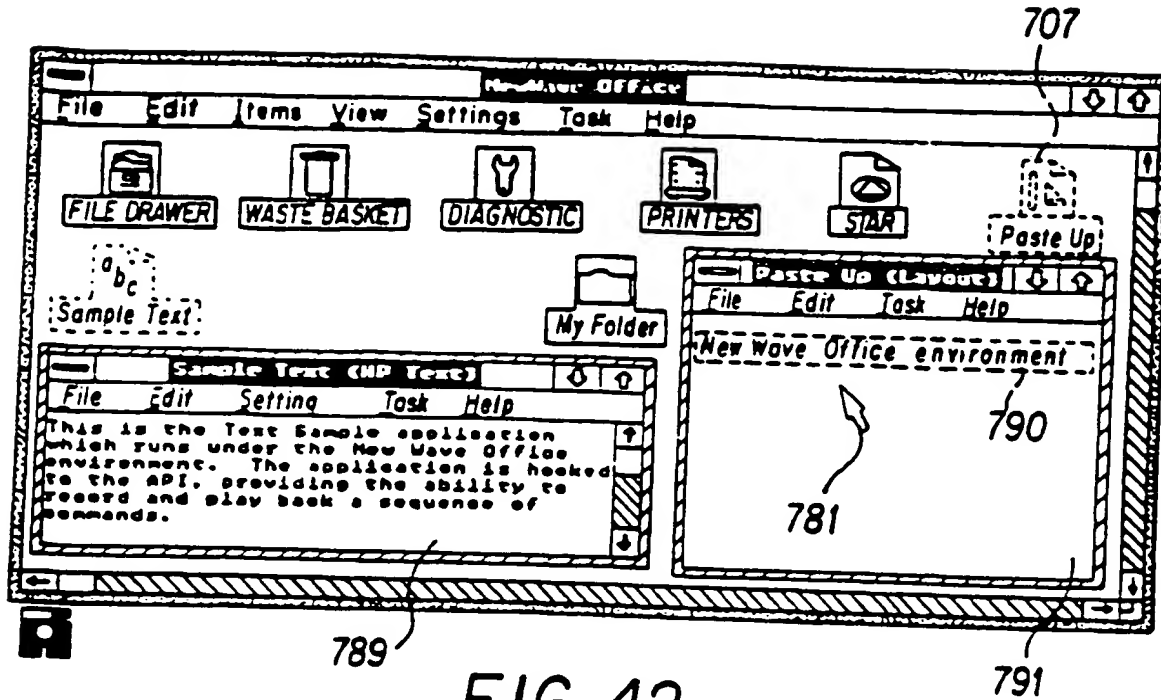 707
NewWave Office
File Edit Items View Settings Task Help
FILE DRAWER WASTE BASKET DIAGNOSTIC PRINTERS STAR Paste Up
abc
Sample Text
My Folder
Paste Up (Layout)
File Edit Task Help
New Wave Office environment
790
781
Sample Text (HP Text)
File Edit Setting Task Help
This is the Text Sample application
which runs under the New Wave Office
environment. The application is hooked
to the API, providing the ability to
record and play back a sequence of
commands.
789
791
FIG 42